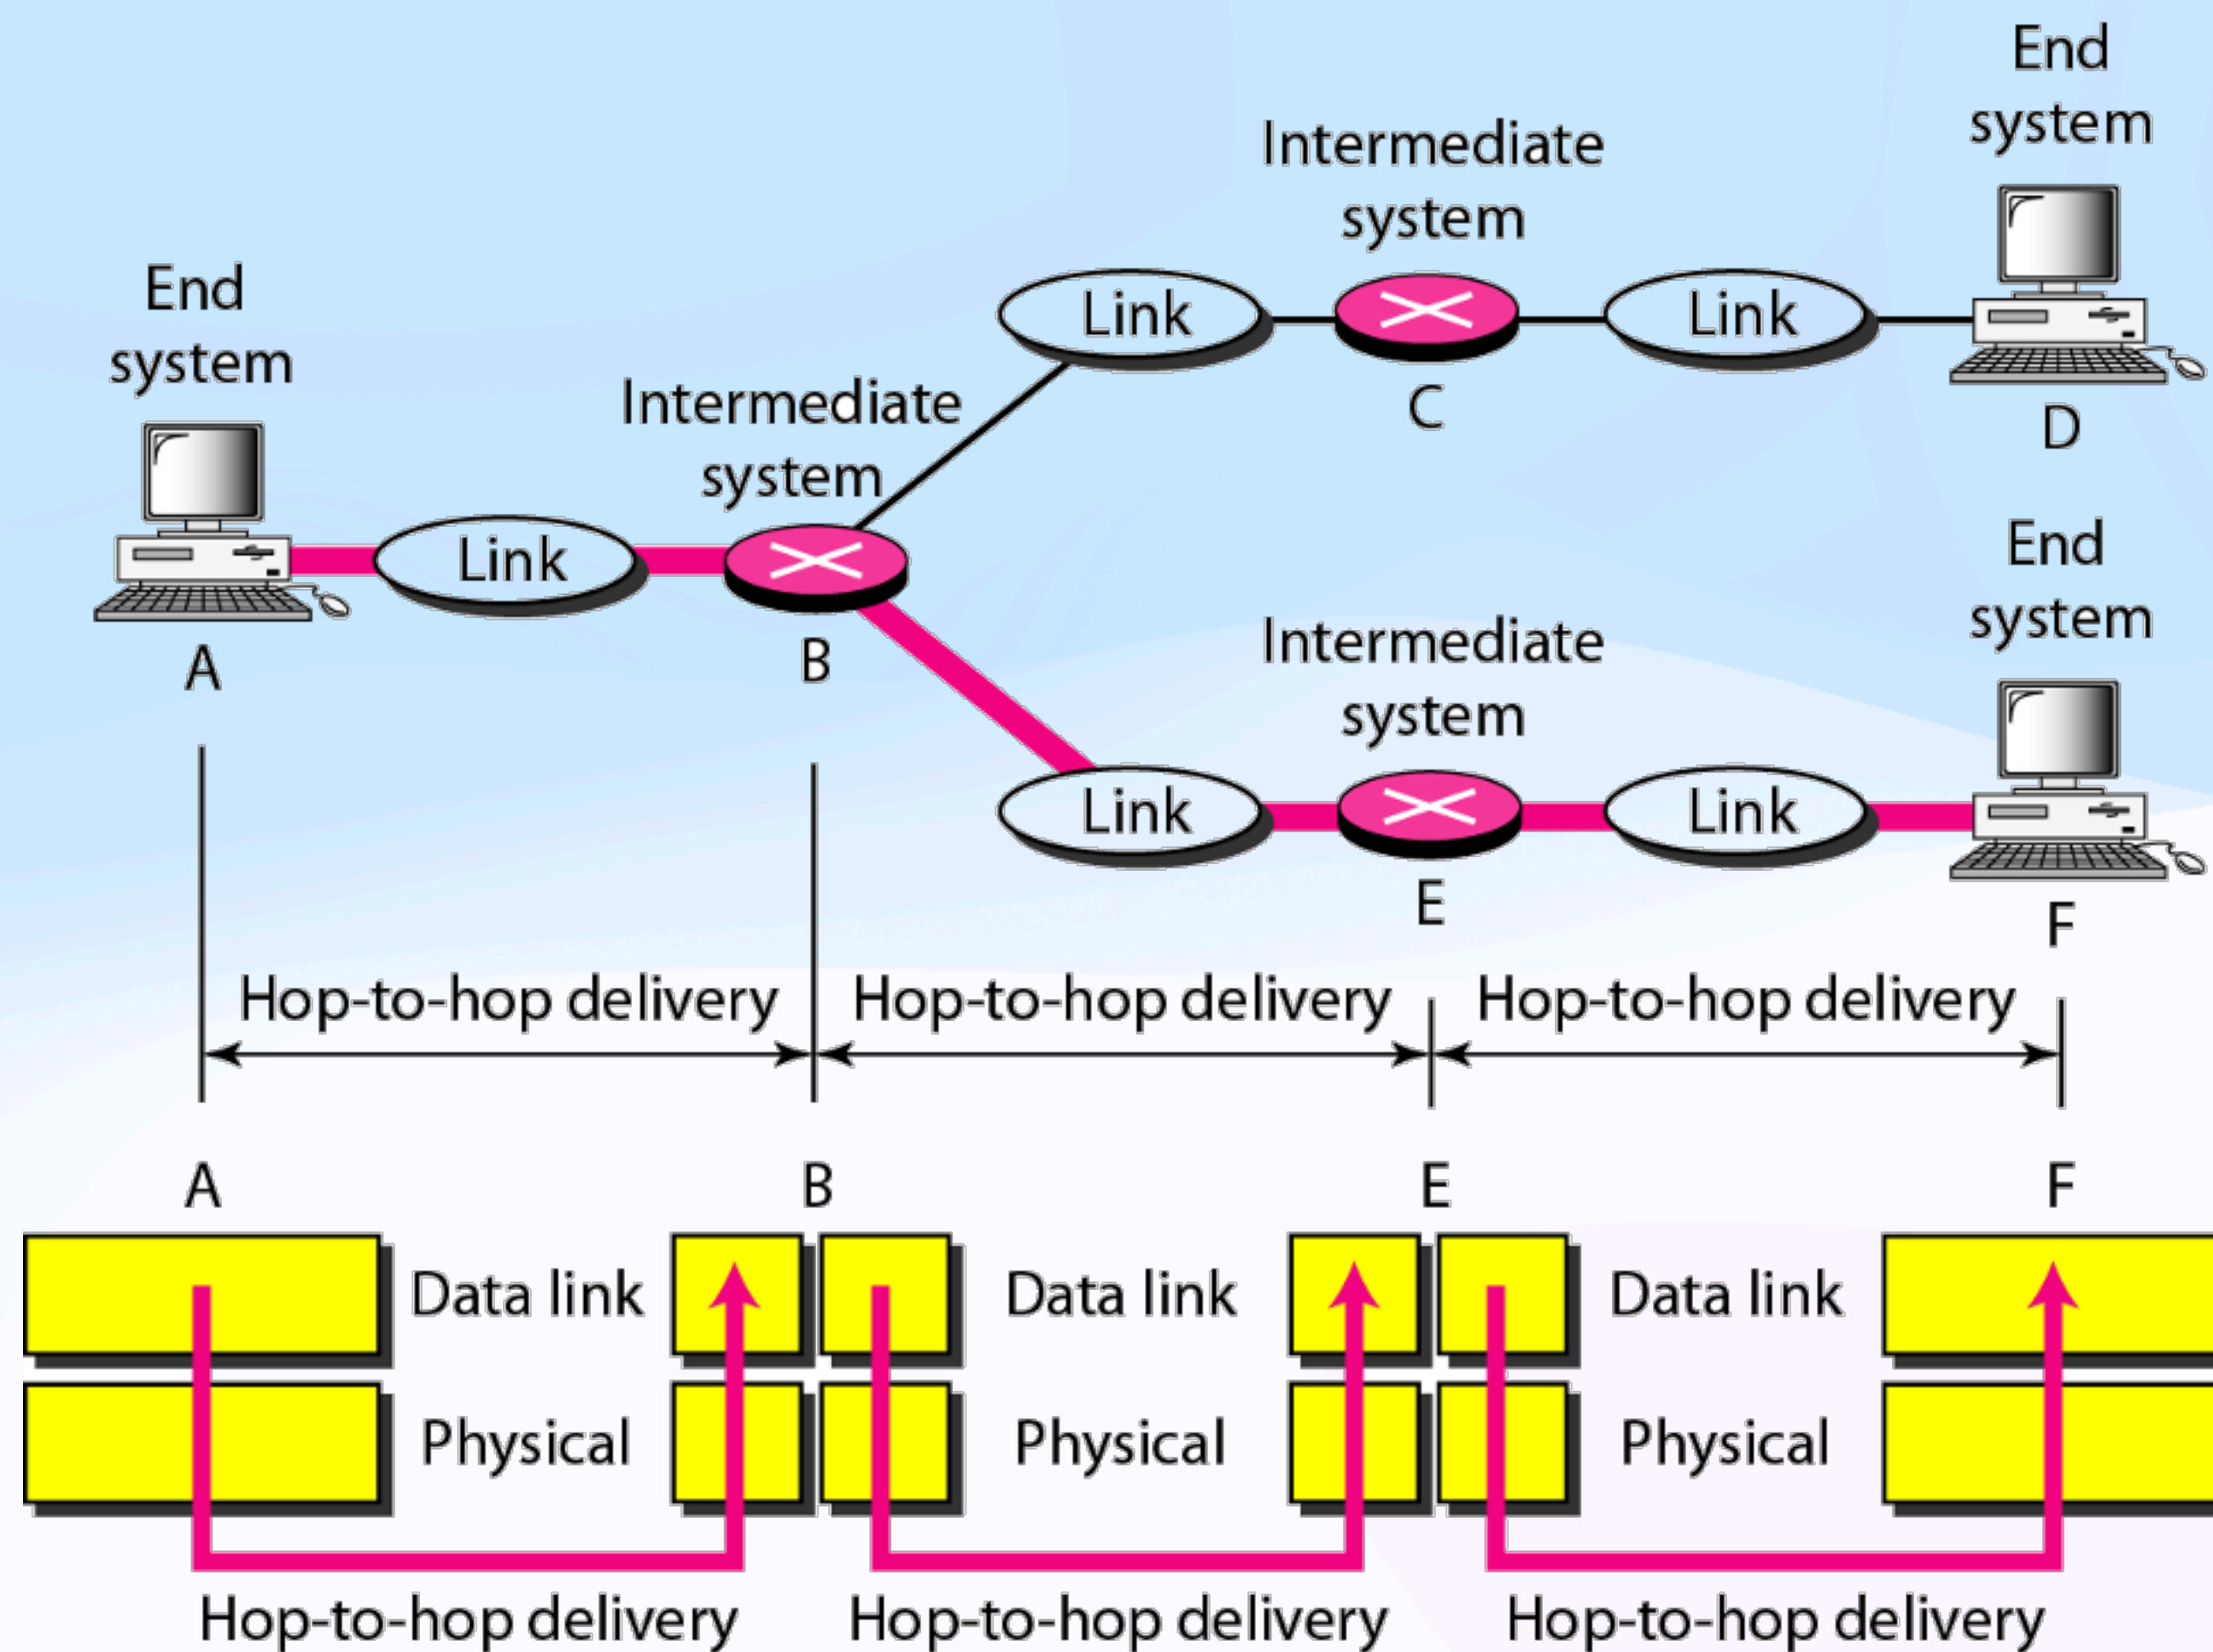 End
system
Intermediate
system
End
system
Link
Link
C
D
Intermediate
system
Link
A
B
End
system
Intermediate
system
Link
Link
E
F
Hop-to-hop delivery
Hop-to-hop delivery
Hop-to-hop delivery
A
B
E
F
Data link
Data link
Data link
Physical
Physical
Physical
Hop-to-hop delivery
Hop-to-hop delivery
Hop-to-hop delivery